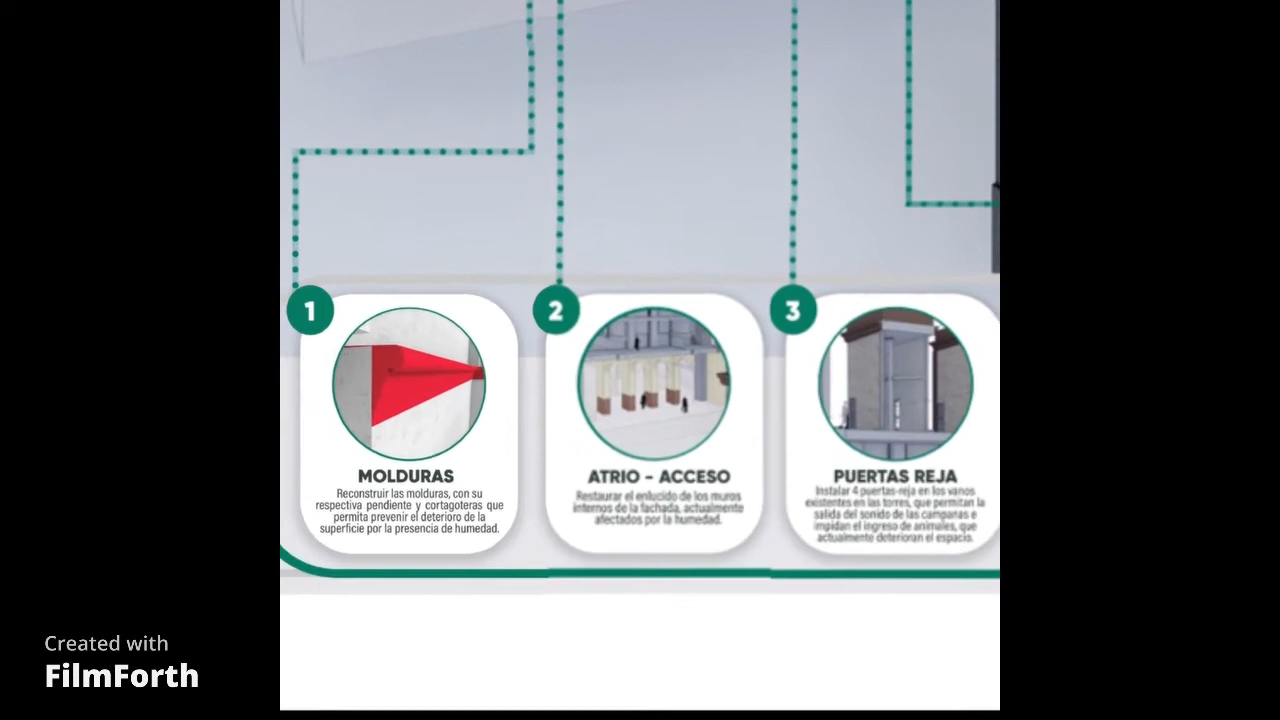 1
MOLDURAS
Reconstruir las molduras, con su
respectiva pendiente y cortagoteras que
permita prevenir el deterioro de la
superficie por la presencia de humedad.
2
ATRIO - ACCESO
Restaurar el enlucido de los muros
internos de la fachada, actualmente
afectados por la humedad.
3
PUERTAS REJA
Instalar 4 puertas-reja en los vanos
existentes en las torres, que permitan la
salida del sonido de las campanas e
impidan el ingreso de animales, que
actualmente deterioran el espacio.
Created with
FilmForth